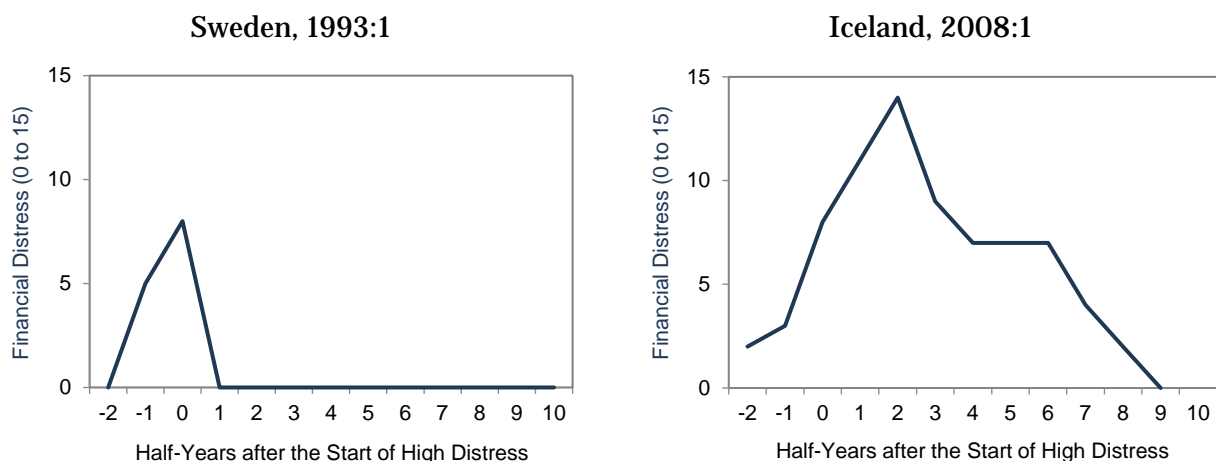 Sweden, 1993:1
15
10
5
0
-2 -1 0 1 2 3 4 5 6 7 8 9 10
Financial Distress (0 to 15)
Half-Years after the Start of High Distress
Iceland, 2008:1
15
10
5
0
-2 -1 0 1 2 3 4 5 6 7 8 9 10
Financial Distress (0 to 15)
Half-Years after the Start of High Distress